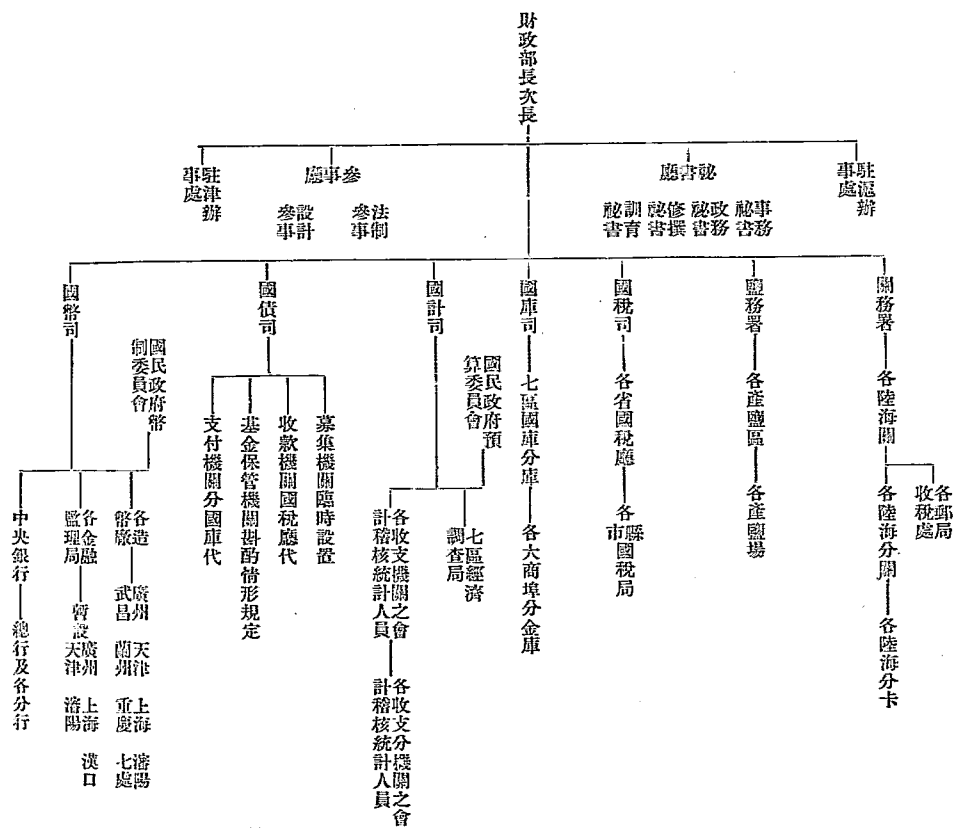 財政部長次長
駐滬辦
事處
祕書廳
事務
祕書
政務
祕書
修撰
祕書
訓育
祕書
參事廳
法制
參事
設計
參事
駐津辦
事處
關務署
各陸海關
各郵局
收稅處
各陸海分關
各陸海分卡
鹽務署
各產鹽區
各產鹽場
國稅司
各省國稅廳
各縣
市國稅局
國庫司
七區國庫分庫
各大商埠分金庫
國計司
國民政府預
算委員會
七區經濟
調查局
各收支機關之會
計稽核統計人員
各收支分機關之會
計稽核統計人員
國債司
募集機關臨時設置
收款機關國稅廳代
基金保管機關斟酌情形規定
支付機關分國庫代
國幣司
國民政府幣
制委員會
各造
幣廠
廣州 天津 上海 瀋陽
武昌 蘭州 重慶 七處
各金融
監理局
暫設
廣州 上海 漢口
天津 瀋陽
中央銀行
總行及各分行